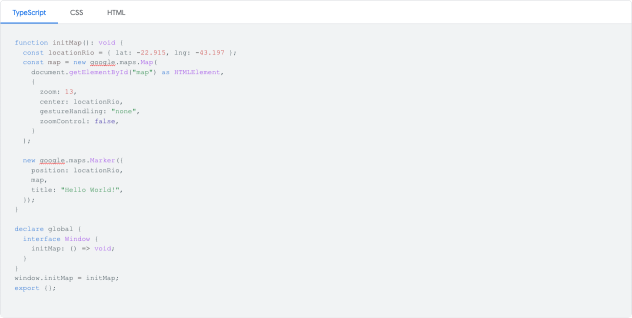 TypeScript CSS HTML
function initMap(): void {
const locationRio = { lat: -22.915, lng: -43.197 };
const map = new google.maps.Map(
document.getElementById("map") as HTMLElement,
{
zoom: 13,
center: locationRio,
gestureHandling: "none",
zoomControl: false,
}
);
new google.maps.Marker({
position: locationRio,
map,
title: "Hello World!",
});
}
declare global {
interface Window {
initMap: () => void;
}
}
window.initMap = initMap;
export {};